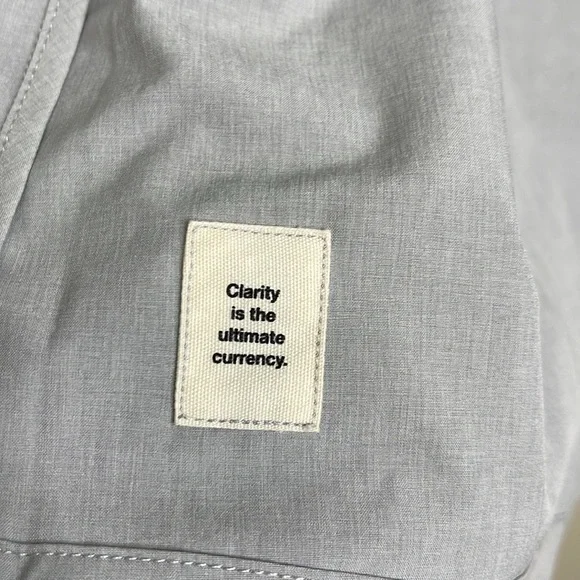 Clarity
is the
ultimate
currency.